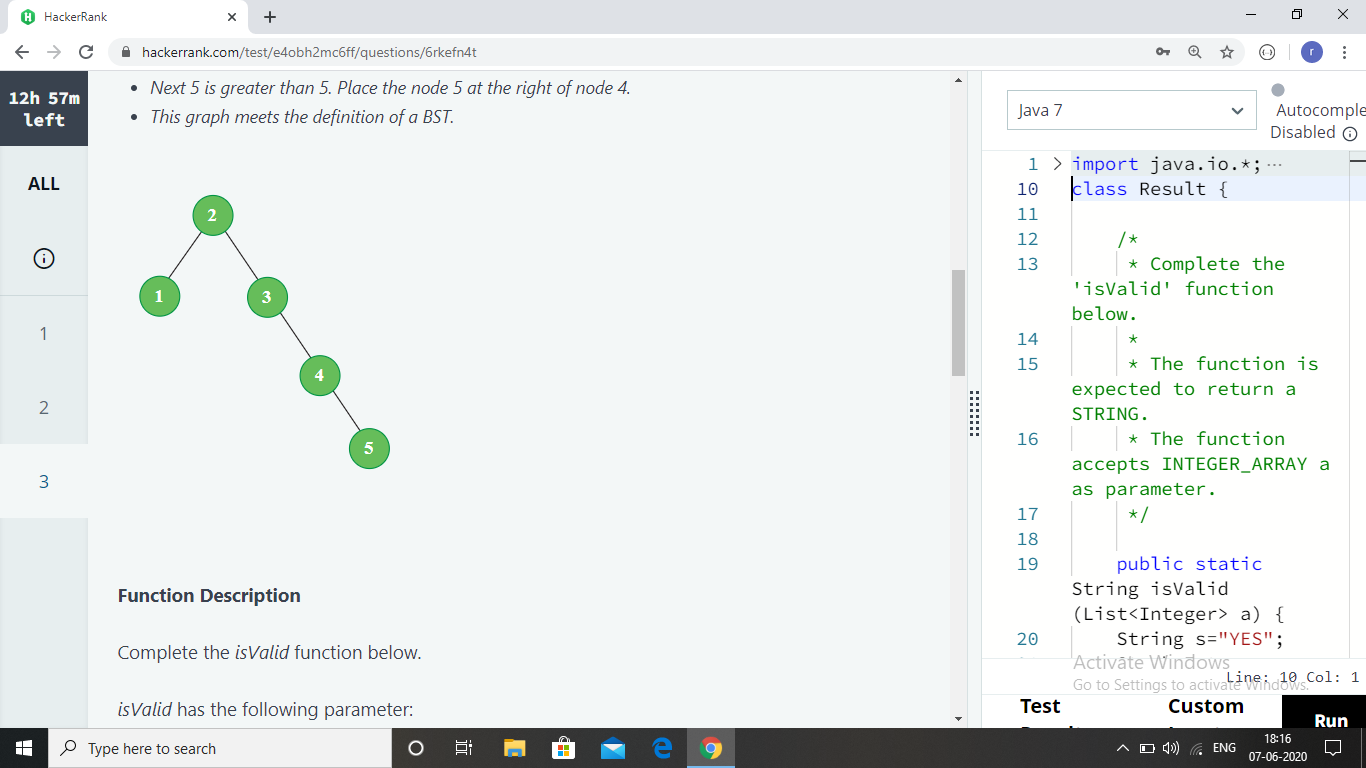 HackerRank
hackerrank.com/test/e4obh2mc6ff/questions/6rkefn4t
r
12h 57m
left
ALL
1
2
3
• Next 5 is greater than 5. Place the node 5 at the right of node 4.
• This graph meets the definition of a BST.
2
1
3
4
5
Function Description
Complete the isValid function below.
isValid has the following parameter:
Java 7
Autocomple
Disabled
1 > import java.io.*; ···
10 class Result {
11
12 /*
13 * Complete the
'isValid' function
below.
14 *
15 * The function is
expected to return a
STRING.
16 * The function
accepts INTEGER_ARRAY a
as parameter.
17 */
18
19 public static
String isValid
(List<Integer> a) {
20 String s="YES";
Activate Windows
Go to Settings to activate Windows.
Line: 10 Col: 1
Test
Custom
Run
Type here to search
ENG
18:16
07-06-2020